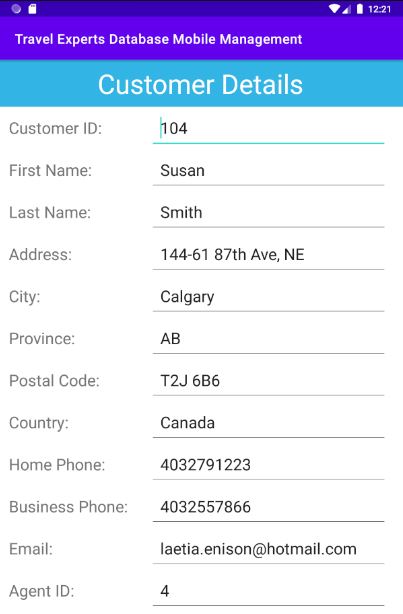 12:21
Travel Experts Database Mobile Management
Customer Details
Customer ID: 104
First Name: Susan
Last Name: Smith
Address: 144-61 87th Ave, NE
City: Calgary
Province: AB
Postal Code: T2J 6B6
Country: Canada
Home Phone: 4032791223
Business Phone: 4032557866
Email: laetia.enison@hotmail.com
Agent ID: 4